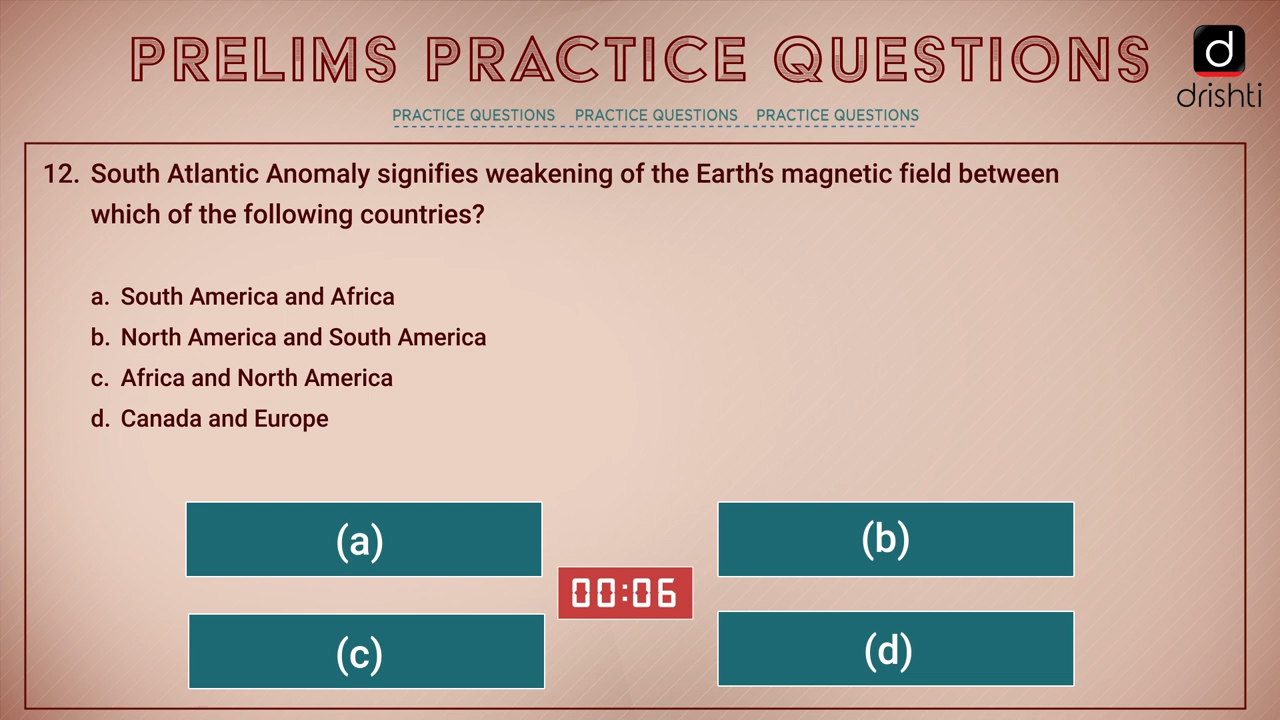 PRELIMS PRACTICE QUESTIONS
drishti
PRACTICE QUESTIONS PRACTICE QUESTIONS PRACTICE QUESTIONS
12. South Atlantic Anomaly signifies weakening of the Earth’s magnetic field between
which of the following countries?
a. South America and Africa
b. North America and South America
c. Africa and North America
d. Canada and Europe
(a)
(b)
00:06
(c)
(d)